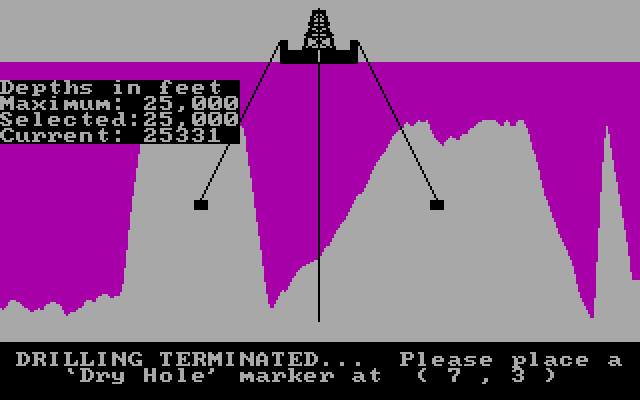 Depths in feet
Maximum: 25,000
Selected:25,000
Current: 25331
DRILLING TERMINATED... Please place a
'Dry Hole' marker at ( 7 , 3 )